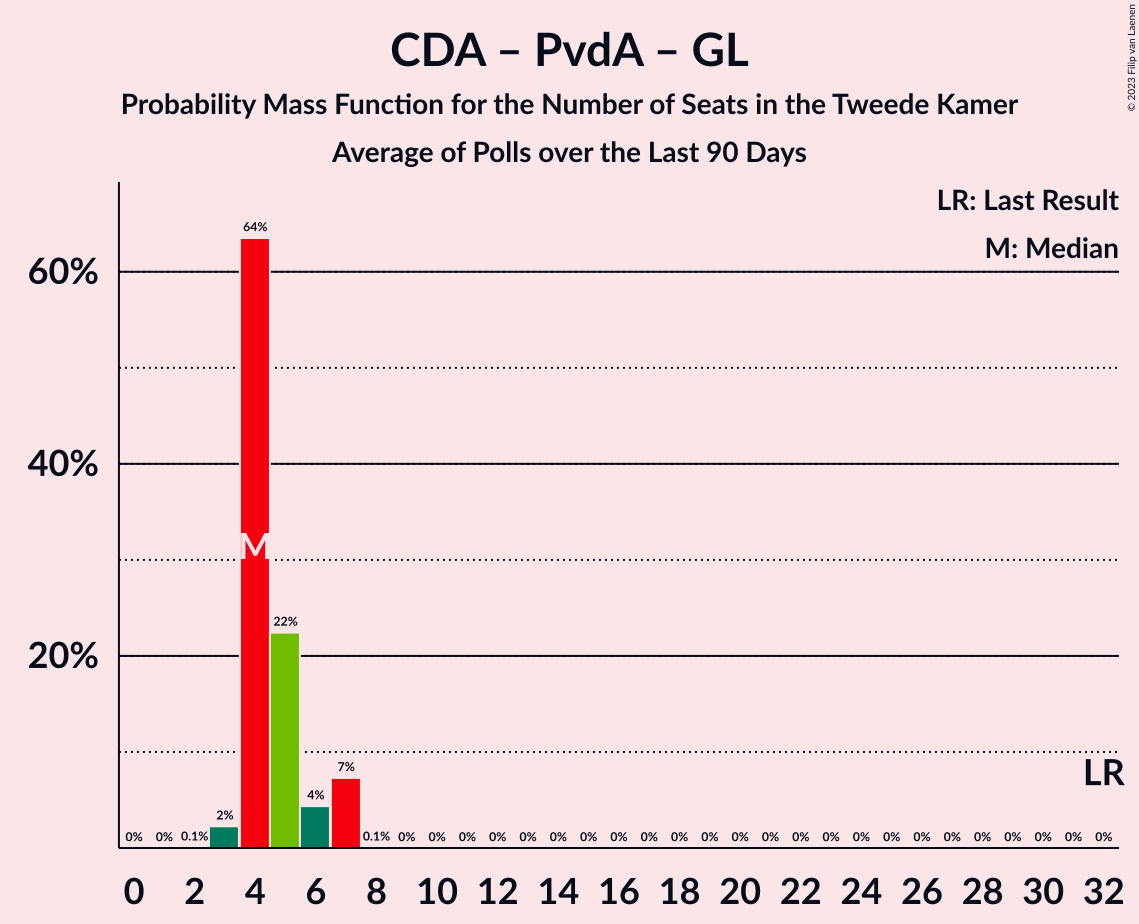 CDA – PvdA – GL
Probability Mass Function for the Number of Seats in the Tweede Kamer
Average of Polls over the Last 90 Days
© 2023 Filip van Laenen
LR: Last Result
M: Median
60%
40%
20%
64%
M
22%
7%
4%
2%
LR
0% 0% 0.1% 0.1% 0% 0% 0% 0% 0% 0% 0% 0% 0% 0% 0% 0% 0% 0% 0% 0% 0% 0% 0% 0% 0% 0% 0% 0%
0 2 4 6 8 10 12 14 16 18 20 22 24 26 28 30 32